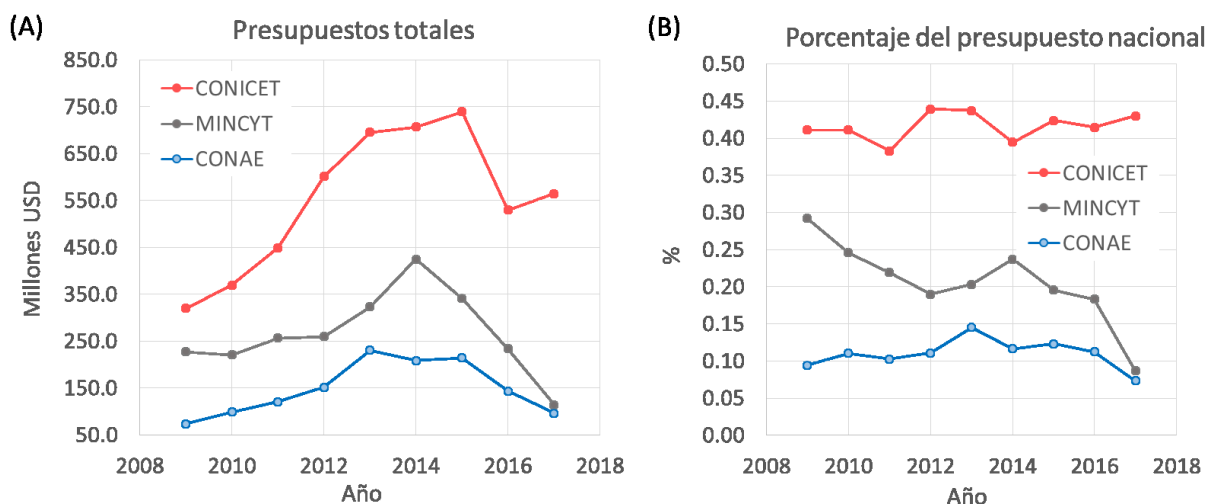 (A)
Presupuestos totales
850.0
750.0
650.0
550.0
450.0
350.0
250.0
150.0
50.0
Millones USD
CONICET
MINCYT
CONAE
2008 2010 2012 2014 2016 2018
Año
(B)
Porcentaje del presupuesto nacional
0.50
0.45
0.40
0.35
0.30
0.25
0.20
0.15
0.10
0.05
0.00
%
CONICET
MINCYT
CONAE
2008 2010 2012 2014 2016 2018
Año